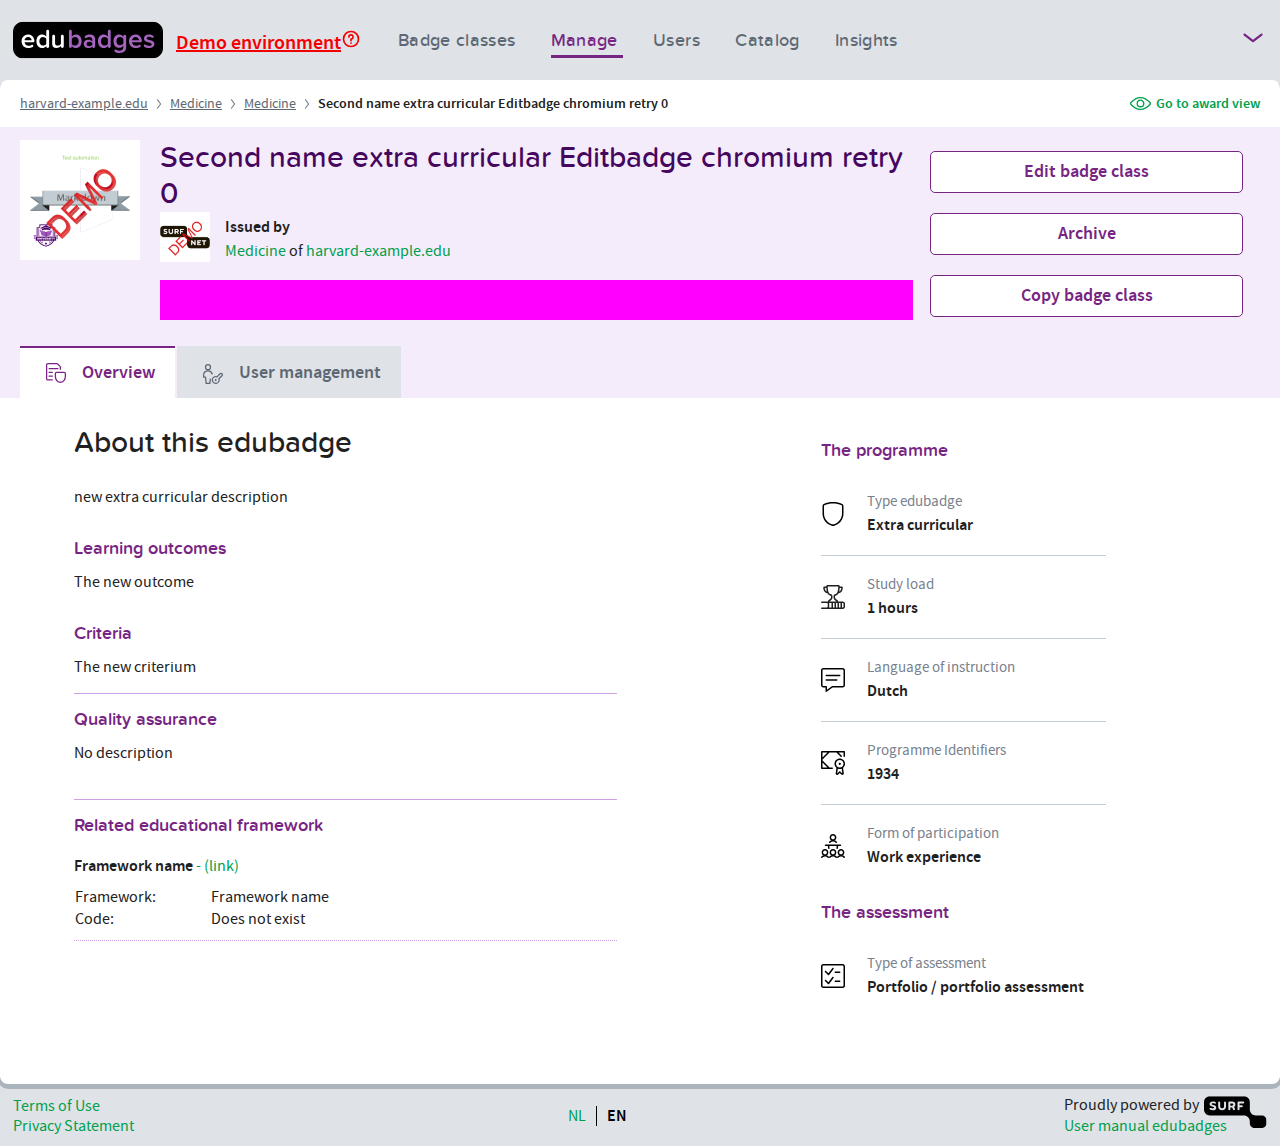 edubadges Demo environment Badge classes Manage Users Catalog Insights
harvard-example.edu Medicine Medicine Second name extra curricular Editbadge chromium retry 0 Go to award view
Second name extra curricular Editbadge chromium retry 0
Test automation
DEMO
Issued by
SURF NET DEMO
Medicine of harvard-example.edu
Edit badge class
Archive
Copy badge class
Overview User management
About this edubadge
new extra curricular description
Learning outcomes
The new outcome
Criteria
The new criterium
Quality assurance
No description
Related educational framework
Framework name - (link)
Framework: Framework name
Code: Does not exist
The programme
Type edubadge
Extra curricular
Study load
1 hours
Language of instruction
Dutch
Programme Identifiers
1934
Form of participation
Work experience
The assessment
Type of assessment
Portfolio / portfolio assessment
Terms of Use
Privacy Statement
NL EN
Proudly powered by SURF
User manual edubadges